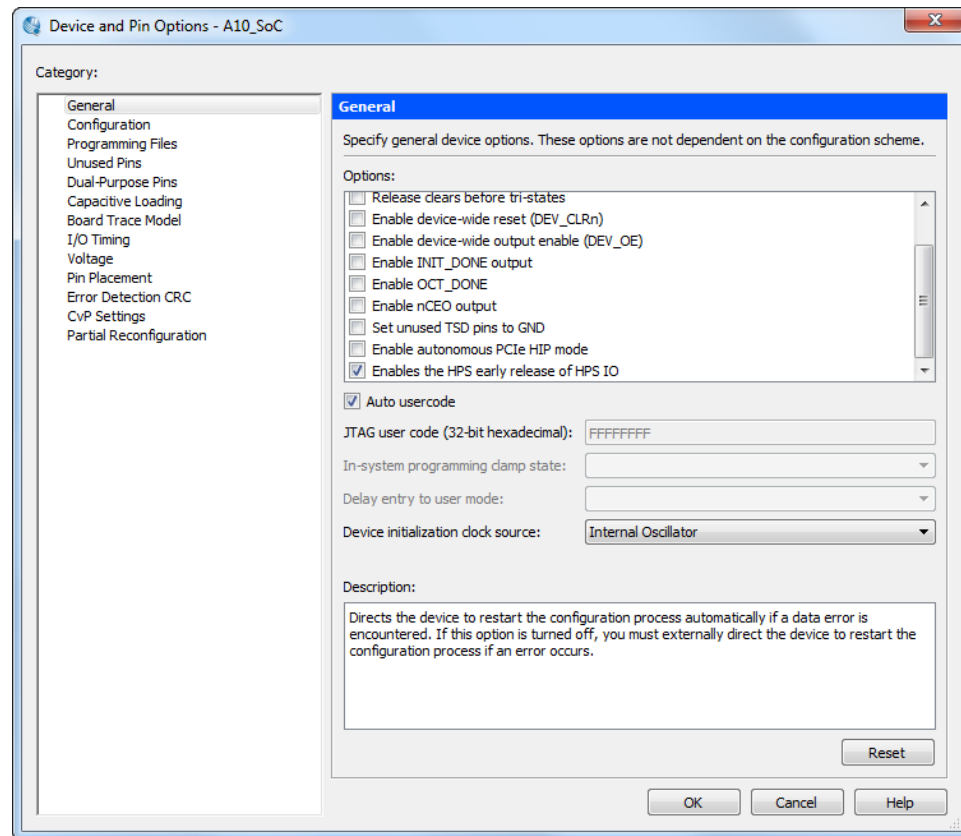 Device and Pin Options - A10_SoC
Category:
General
Configuration
Programming Files
Unused Pins
Dual-Purpose Pins
Capacitive Loading
Board Trace Model
I/O Timing
Voltage
Pin Placement
Error Detection CRC
CvP Settings
Partial Reconfiguration
General
Specify general device options. These options are not dependent on the configuration scheme.
Options:
Release clears before tri-states
Enable device-wide reset (DEV_CLRn)
Enable device-wide output enable (DEV_OE)
Enable INIT_DONE output
Enable OCT_DONE
Enable nCEO output
Set unused TSD pins to GND
Enable autonomous PCIe HIP mode
Enables the HPS early release of HPS IO
Auto usercode
JTAG user code (32-bit hexadecimal): FFFFFFFF
In-system programming clamp state:
Delay entry to user mode:
Device initialization clock source: Internal Oscillator
Description:
Directs the device to restart the configuration process automatically if a data error is
encountered. If this option is turned off, you must externally direct the device to restart the
configuration process if an error occurs.
Reset
OK Cancel Help